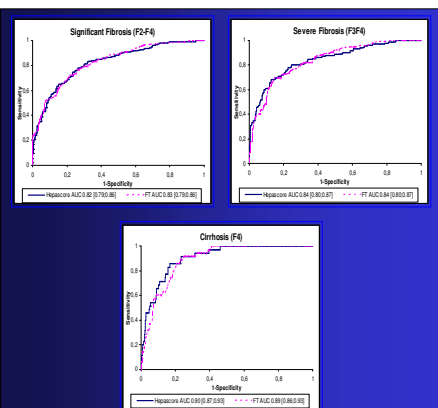 Significant Fibrosis (F2-F4)
Sensitivity
1
0,8
0,6
0,4
0,2
0
0 0,2 0,4 0,6 0,8 1
1-Specificity
Hepascore AUC 0.82 [0.79;0.86] FT AUC 0.83 [0.79;0.86]
Severe Fibrosis (F3F4)
Sensitivity
1
0,8
0,6
0,4
0,2
0
0 0,2 0,4 0,6 0,8 1
1-Specificity
Hepascore AUC 0.84 [0.80;0.87] FT AUC 0.84 [0.80;0.87]
Cirrhosis (F4)
Sensitivity
1
0,8
0,6
0,4
0,2
0
0 0,2 0,4 0,6 0,8 1
1-Specificity
Hepascore AUC 0.90 [0.87;0.93] FT AUC 0.89 [0.86;0.93]